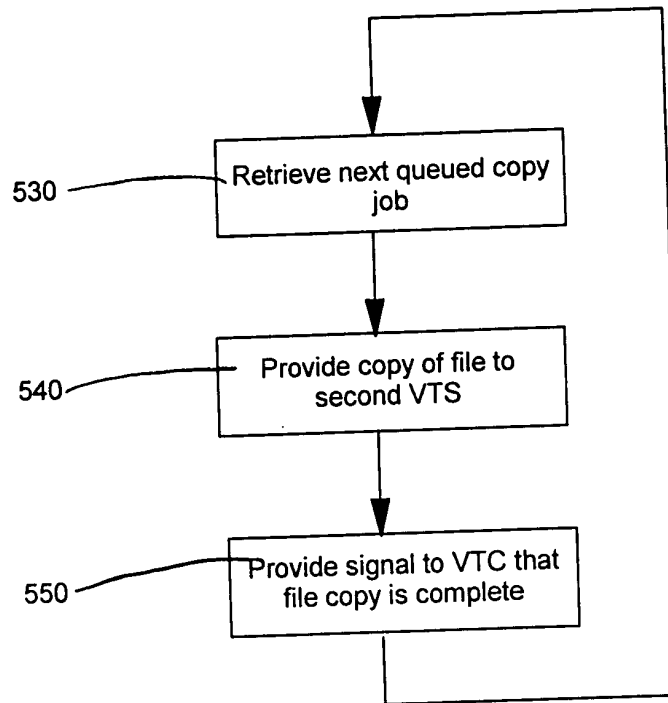 530
Retrieve next queued copy
job
540
Provide copy of file to
second VTS
550
Provide signal to VTC that
file copy is complete